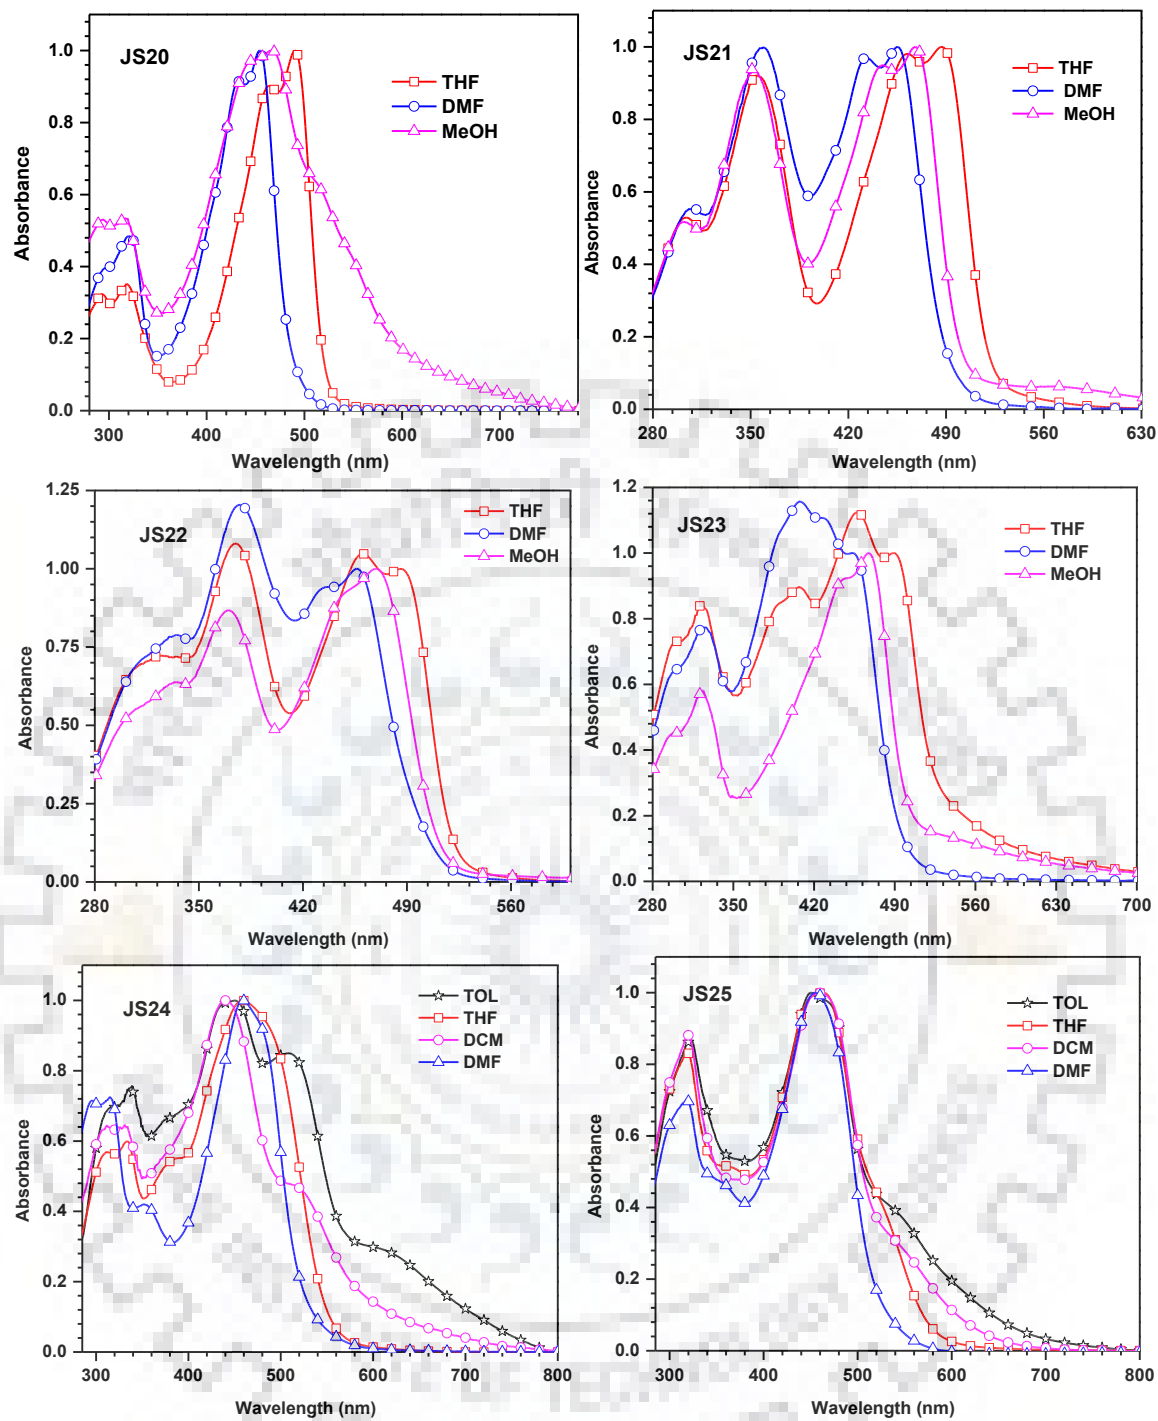 JS20
THF
DMF
MeOH
1.0
0.8
0.6
0.4
0.2
0.0
Absorbance
300 400 500 600 700
Wavelength (nm)
JS21
THF
DMF
MeOH
1.0
0.8
0.6
0.4
0.2
0.0
Absorbance
280 350 420 490 560 630
Wavelength (nm)
JS22
THF
DMF
MeOH
1.25
1.00
0.75
0.50
0.25
0.00
Absorbance
280 350 420 490 560
Wavelength (nm)
JS23
THF
DMF
MeOH
1.2
1.0
0.8
0.6
0.4
0.2
0.0
Absorbance
280 350 420 490 560 630 700
Wavelength (nm)
JS24
TOL
THF
DCM
DMF
1.0
0.8
0.6
0.4
0.2
0.0
Absorbance
300 400 500 600 700 800
Wavelength (nm)
JS25
TOL
THF
DCM
DMF
1.0
0.8
0.6
0.4
0.2
0.0
Absorbance
300 400 500 600 700 800
Wavelength (nm)